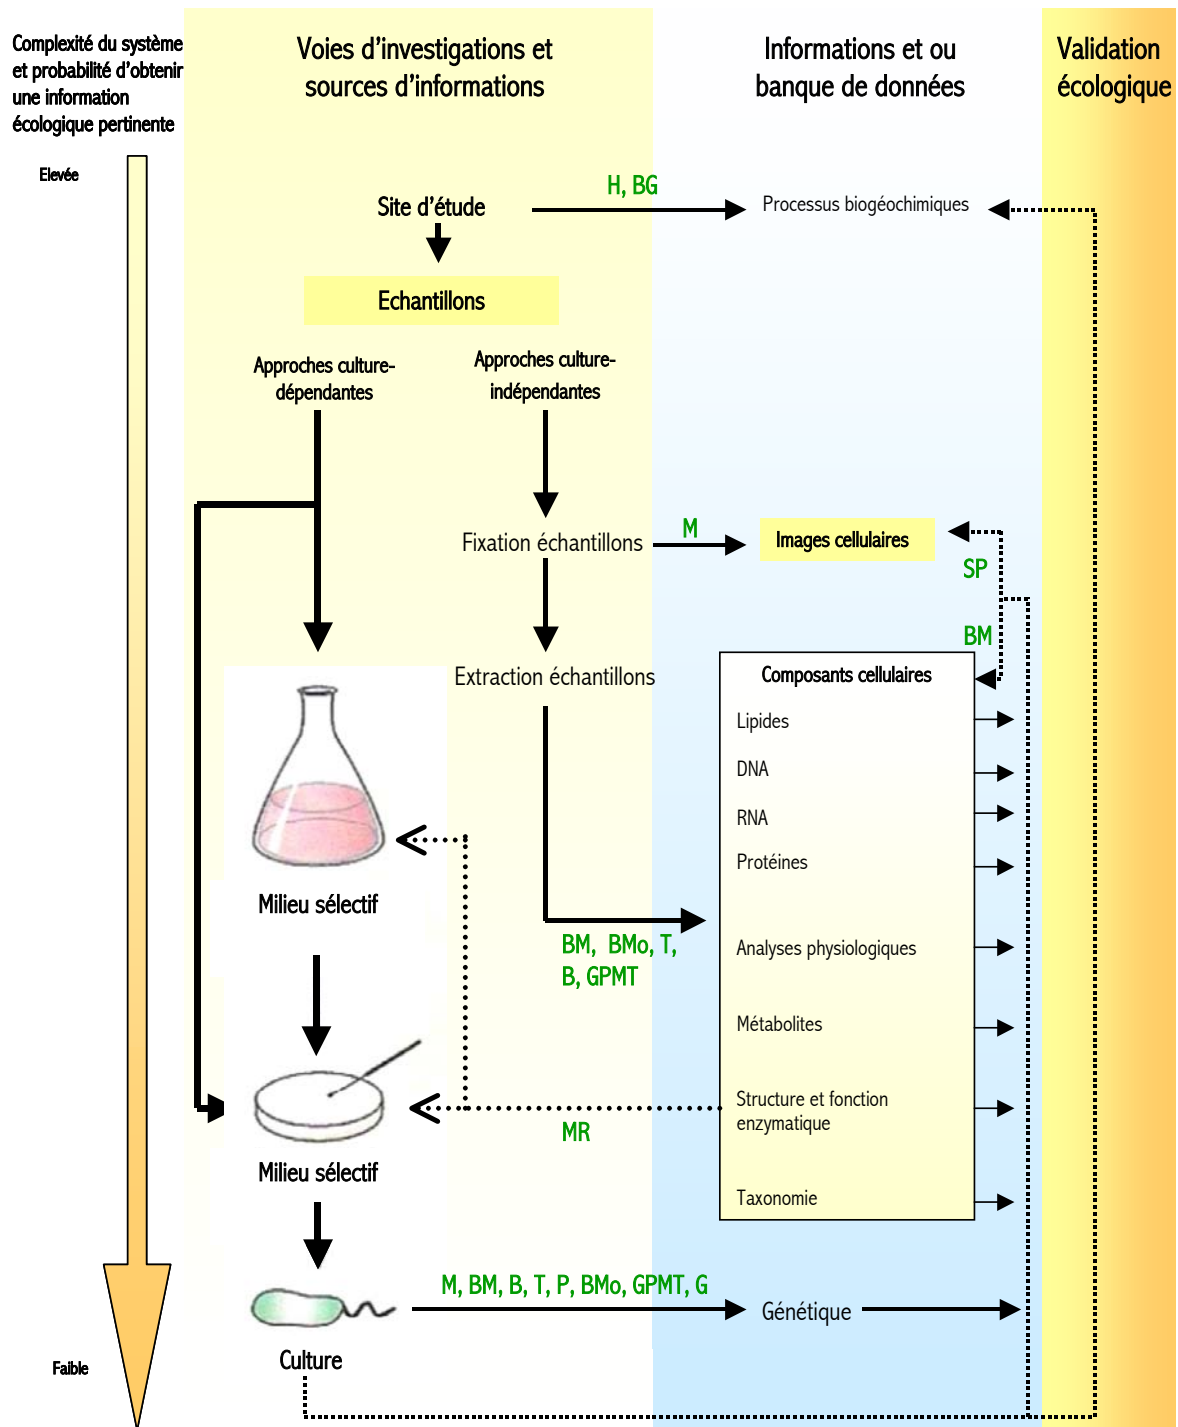 Complexité du système
et probabilité d'obtenir
une information
écologique pertinente
Voies d'investigations et
sources d'informations
Informations et ou
banque de données
Validation
écologique
Elevée
H, BG
Site d'étude
Processus biogéochimiques
Echantillons
Approches culture-
dépendantes
Approches culture-
indépendantes
Fixation échantillons
M
Images cellulaires
SP
BM
Extraction échantillons
Composants cellulaires
Lipides
DNA
RNA
Protéines
Milieu sélectif
BM, BMo, T,
B, GPMT
Analyses physiologiques
Métabolites
Structure et fonction
enzymatique
MR
Milieu sélectif
Taxonomie
M, BM, B, T, P, BMo, GPMT, G
Génétique
Culture
Faible